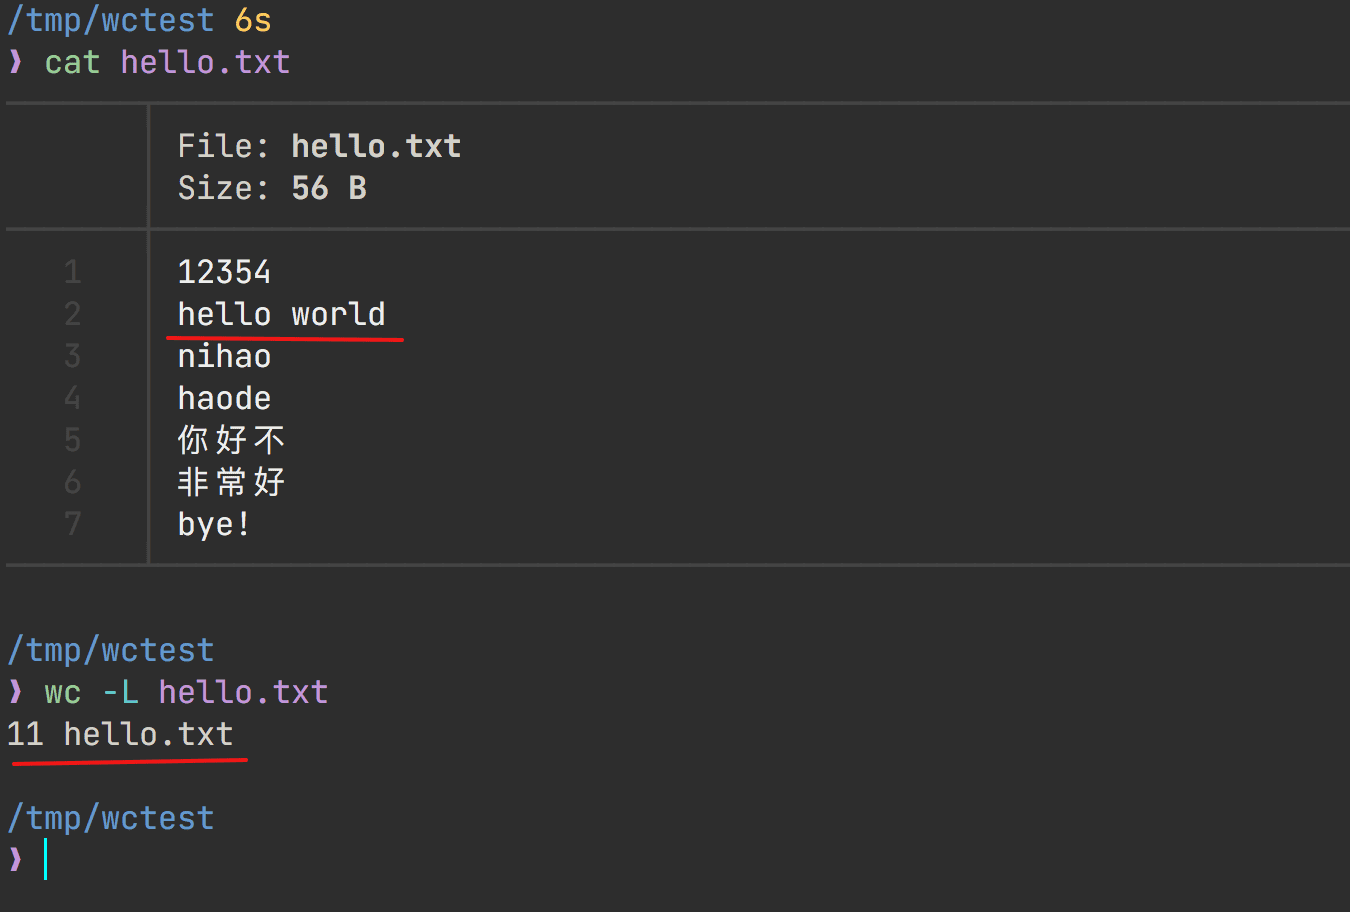 /tmp/wctest 6s
❱ cat hello.txt
File: hello.txt
Size: 56 B
1 12354
2 hello world
3 nihao
4 haode
5 你好不
6 非常好
7 bye!
/tmp/wctest
❱ wc -L hello.txt
11 hello.txt
/tmp/wctest
❱